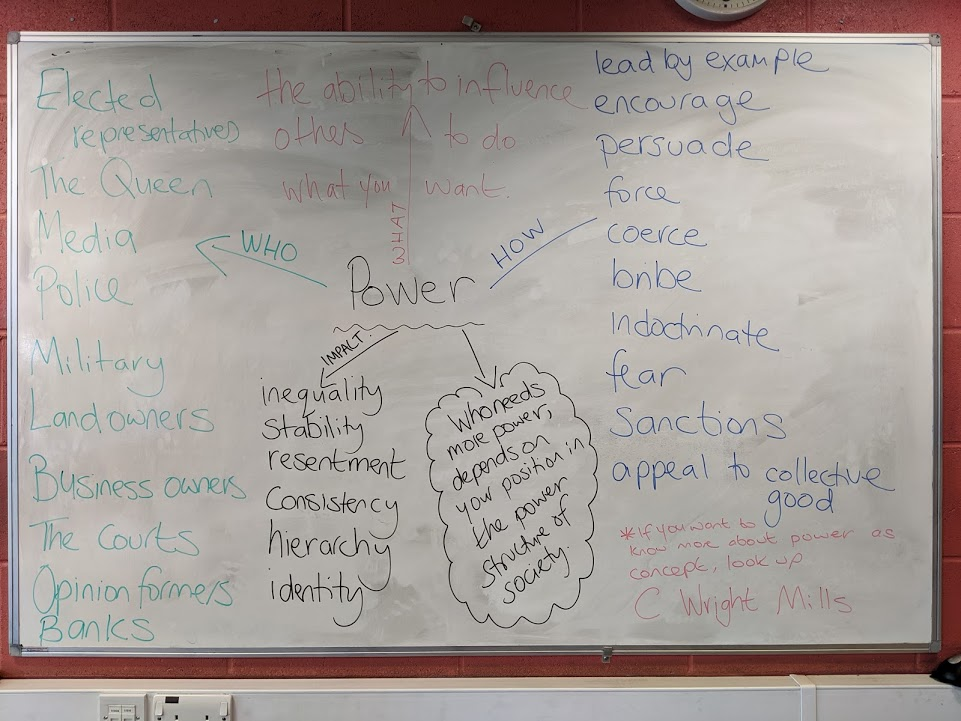 Elected
representatives
The Queen
Media
Police
Military
Landowners
Business owners
The Courts
Opinion formers
Banks
WHO
the ability to influence
others to do
what you want.
WHAT
Power
HOW
lead by example
encourage
persuade
force
coerce
bribe
Indoctrinate
fear
Sanctions
appeal to collective
good
IMPACT.
inequality
Stability
resentment
Consistency
hierarchy
identity
Who needs
more power,
depends on
your position in
the power
structure of
society.
*If you want to
know more about power as
concept, look up
C Wright Mills